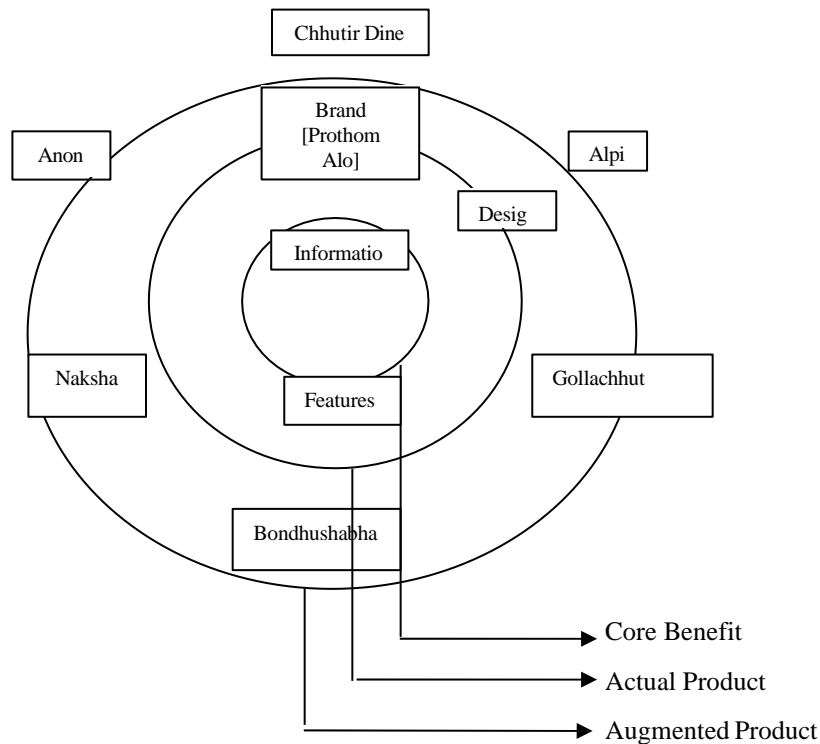 Chhutir Dine
Brand
[Prothom
Alo]
Anon
Alpi
Desig
Informatio
Naksha
Gollachhut
Features
Bondhushabha
Core Benefit
Actual Product
Augmented Product